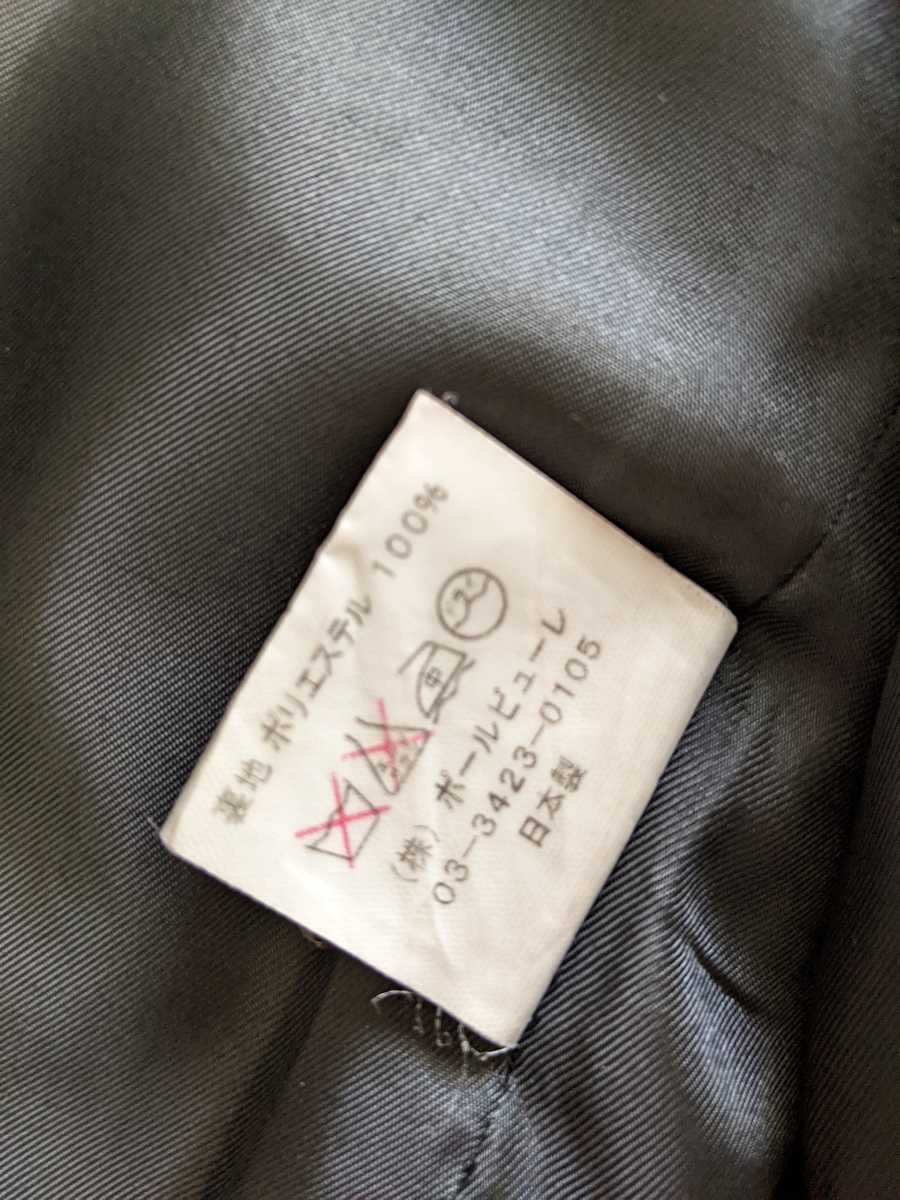 裏地 ポリエステル 100%
中
(株) ポールビューレ
03-3423-0105
日本製